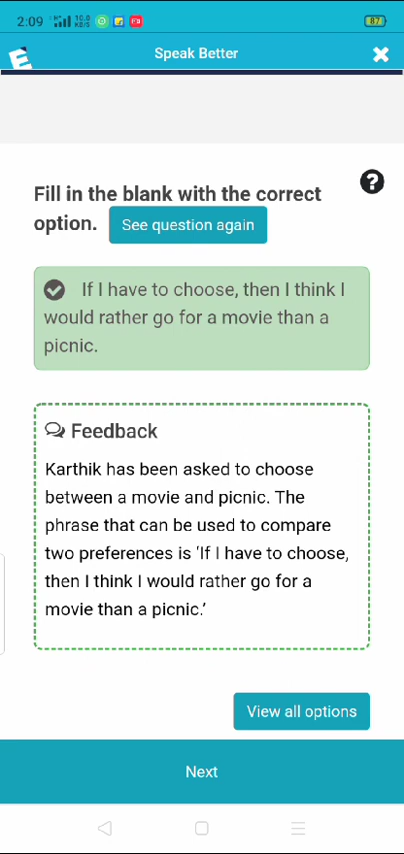 2:09 10.0 KB/S 87
Speak Better
Fill in the blank with the correct
option. See question again
If I have to choose, then I think I
would rather go for a movie than a
picnic.
Feedback
Karthik has been asked to choose
between a movie and picnic. The
phrase that can be used to compare
two preferences is ‘If I have to choose,
then I think I would rather go for a
movie than a picnic.’
View all options
Next